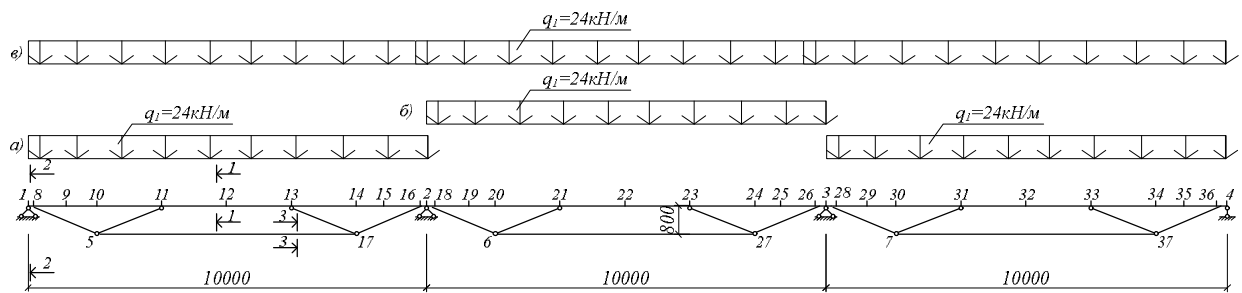 q1=24кН/м
в)
q1=24кН/м
б)
q1=24кН/м q1=24кН/м
а)
2 1
1 8 9 10 11 12 13 14 15 16 2 18 19 20 21 22 23 24 25 26 3 28 29 30 31 32 33 34 35 36 4
1 3 800
5 3 17 6 27 7 37
2
10000 10000 10000